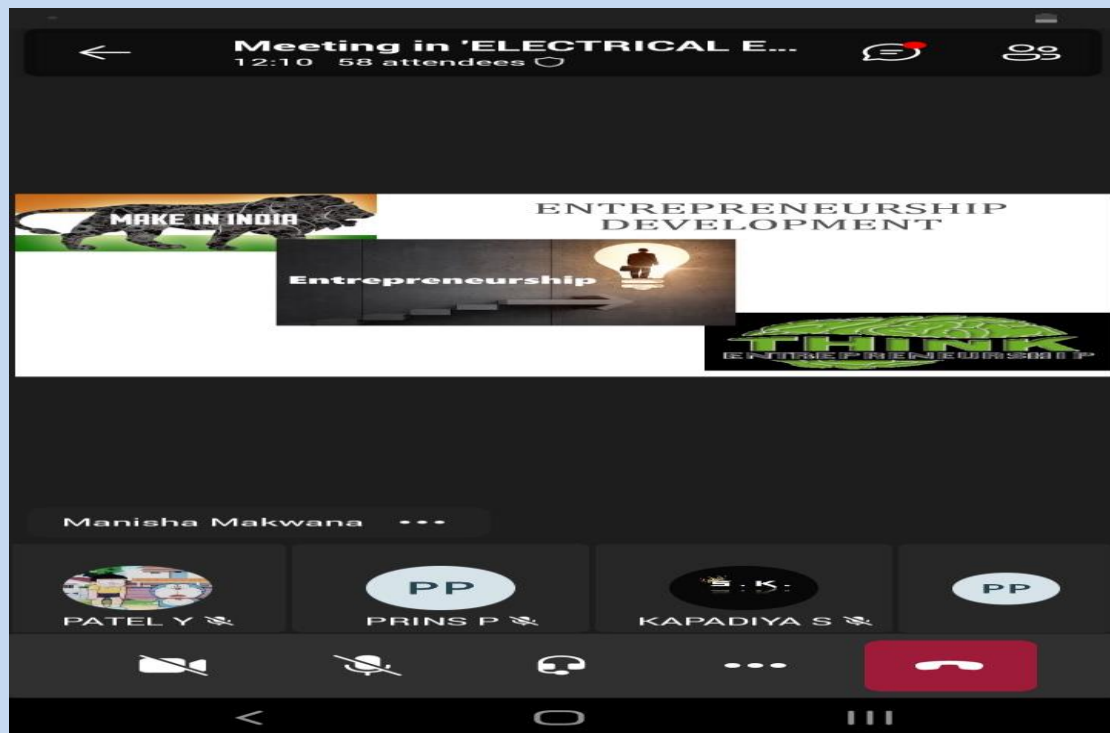 Meeting in 'ELECTRICAL E...
12:10 58 attendees
MAKE IN INDIA
ENTREPRENEURSHIP
DEVELOPMENT
Entrepreneurship
THINK
ENTREPRENEURSHIP
Manisha Makwana
PP
S.K.
PP
PATEL Y
PRINS P
KAPADIYA S